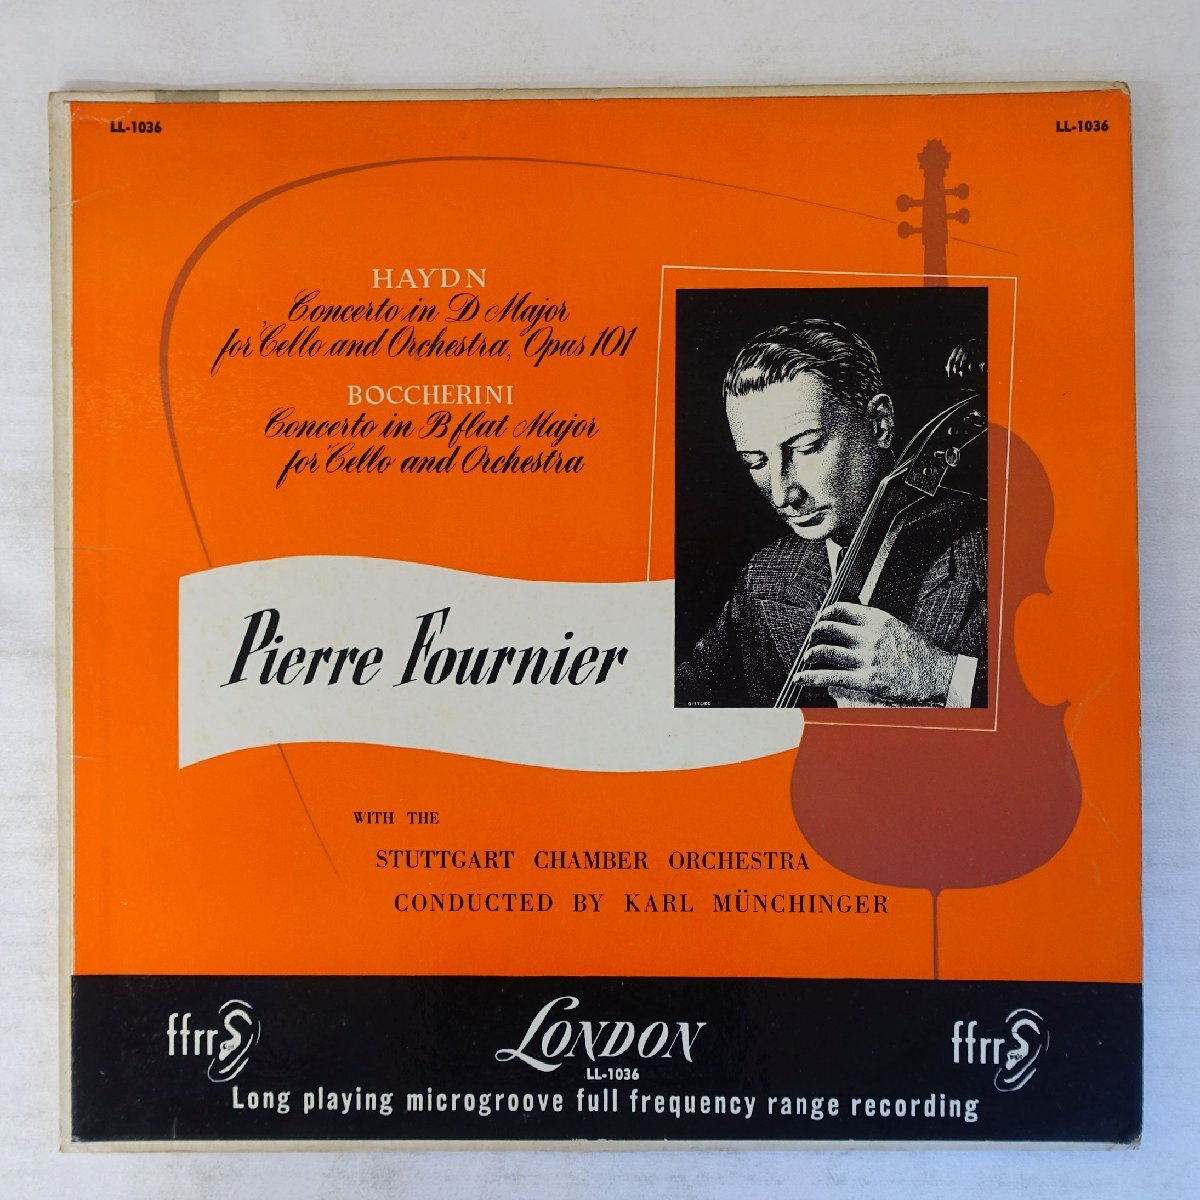 LL-1036
LL-1036
HAYDN
Concerto in D Major
for 'Cello and Orchestra, Opus 101
BOCCHERINI
Concerto in B flat Major
for 'Cello and Orchestra
Pierre Fournier
WITH THE
STUTTGART CHAMBER ORCHESTRA
CONDUCTED BY KARL MÜNCHINGER
ffrr
LONDON
ffrr
LL-1036
Long playing microgroove full frequency range recording